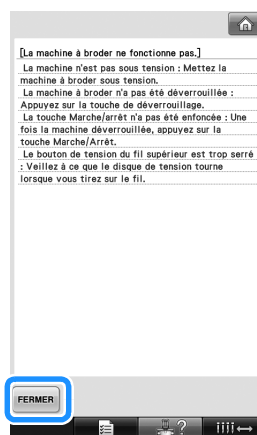 [La machine à broder ne fonctionne pas.]
La machine n'est pas sous tension : Mettez la
machine à broder sous tension.
La machine à broder n'a pas été déverrouillée :
Appuyez sur la touche de déverrouillage.
La touche Marche/arrêt n'a pas été enfoncée : Une
fois la machine déverrouillée, appuyez sur la
touche Marche/Arrêt.
Le bouton de tension du fil supérieur est trop serré
: Veillez à ce que le disque de tension tourne
lorsque vous tirez sur le fil.
FERMER
?